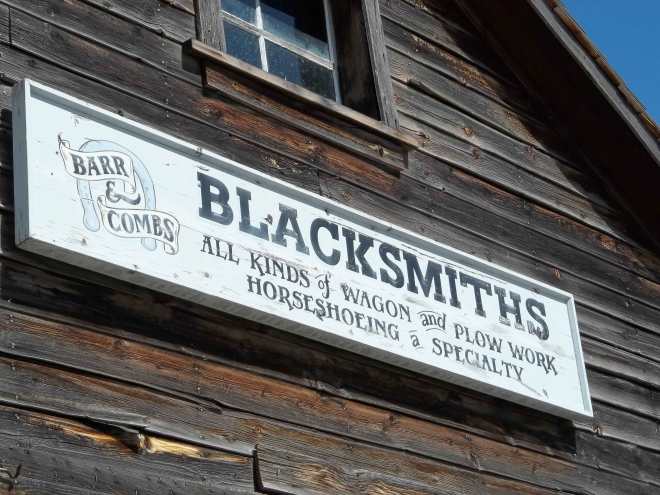 BARR
&
COMBS
BLACKSMITHS
ALL KINDS of WAGON and PLOW WORK
HORSESHOEING a SPECIALTY